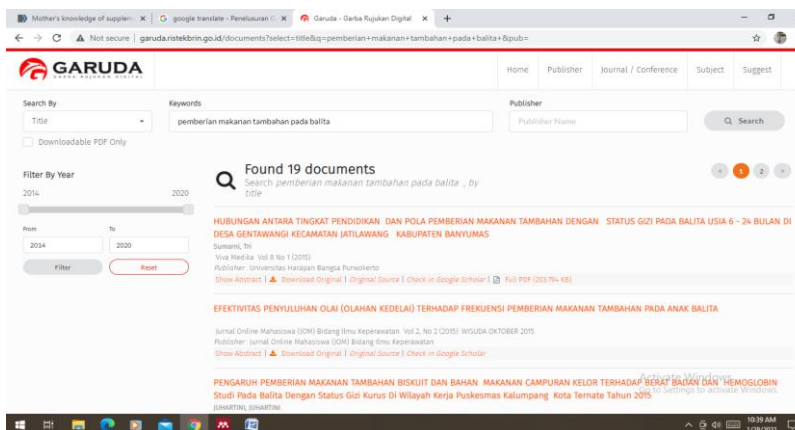 Mother's knowledge of supplem
google translate - Penelusuran G
Garuda - Garba Rujukan Digital
Not secure | garuda.ristekbrin.go.id/documents?select=title&q=pemberian+makanan+tambahan+pada+balita+&pub=
GARUDA
GARBA RUJUKAN DIGITAL
Home Publisher Journal / Conference Subject Suggest
Search By Keywords Publisher
Title pemberian makanan tambahan pada balita Publisher Name Search
Downloadable PDF Only
Filter By Year
2014 2020
From To
2014 2020
Filter Reset
Found 19 documents
Search pemberian makanan tambahan pada balita , by
title
1 2
HUBUNGAN ANTARA TINGKAT PENDIDIKAN DAN POLA PEMBERIAN MAKANAN TAMBAHAN DENGAN STATUS GIZI PADA BALITA USIA 6 - 24 BULAN DI
DESA GENTAWANGI KECAMATAN JATILAWANG KABUPATEN BANYUMAS
Sumarni, Tri
Viva Medika Vol 8 No 1 (2015)
Publisher : Universitas Harapan Bangsa Purwokerto
Show Abstract | Download Original | Original Source | Check in Google Scholar | Full PDF (203.794 KB)
EFEKTIVITAS PENYULUHAN OLAI (OLAHAN KEDELAI) TERHADAP FREKUENSI PEMBERIAN MAKANAN TAMBAHAN PADA ANAK BALITA
Jurnal Online Mahasiswa (JOM) Bidang Ilmu Keperawatan Vol 2, No 2 (2015): WISUDA OKTOBER 2015
Publisher : Jurnal Online Mahasiswa (JOM) Bidang Ilmu Keperawatan
Show Abstract | Download Original | Original Source | Check in Google Scholar
PENGARUH PEMBERIAN MAKANAN TAMBAHAN BISKUIT DAN BAHAN MAKANAN CAMPURAN KELOR TERHADAP BERAT BADAN DAN HEMOGLOBIN
Studi Pada Balita Dengan Status Gizi Kurus Di Wilayah Kerja Puskesmas Kalumpang Kota Ternate Tahun 2015
JUHARTINI, JUHARTINI
Activate Windows
Go to Settings to activate Windows.
10:39 AM